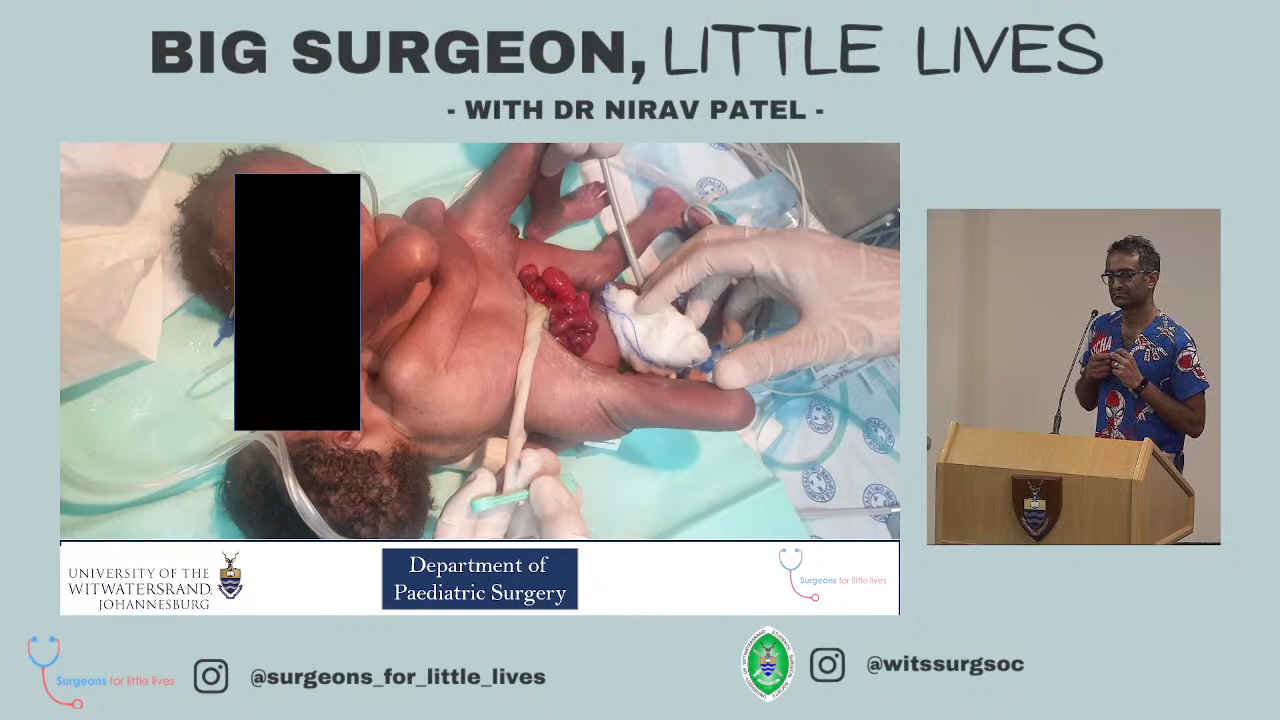 BIG SURGEON, LITTLE LIVES
- WITH DR NIRAV PATEL -
UNIVERSITY OF THE
WITWATERSRAND,
JOHANNESBURG
Department of
Paediatric Surgery
Surgeons for little lives
Surgeons for little lives
@surgeons_for_little_lives
@witssurgsoc